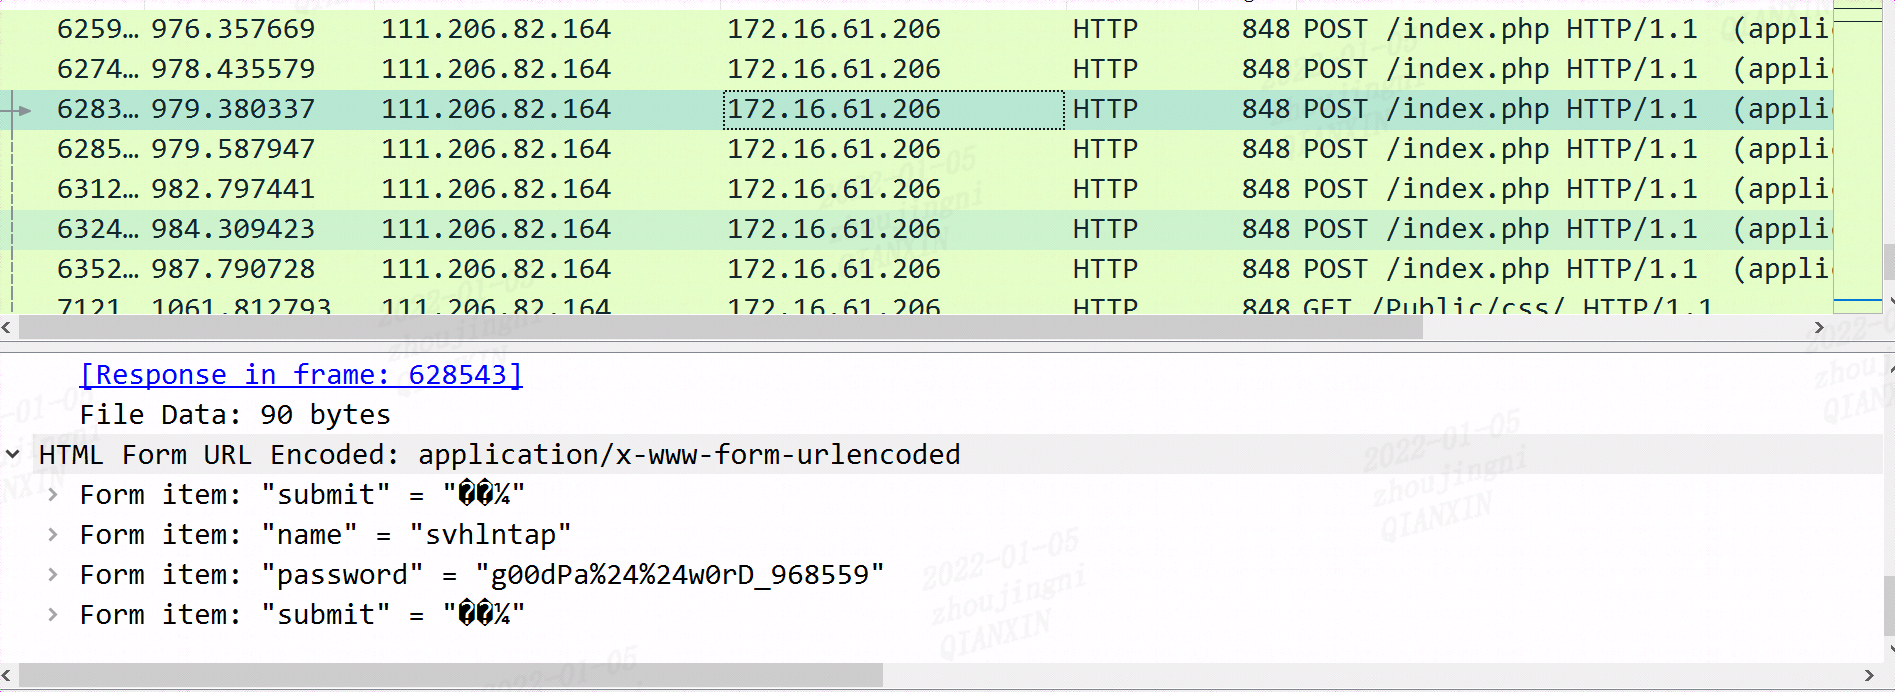 6259… 976.357669 111.206.82.164 172.16.61.206 HTTP 848 POST /index.php HTTP/1.1 (appli
6274… 978.435579 111.206.82.164 172.16.61.206 HTTP 848 POST /index.php HTTP/1.1 (appli
6283… 979.380337 111.206.82.164 172.16.61.206 HTTP 848 POST /index.php HTTP/1.1 (appli
6285… 979.587947 111.206.82.164 172.16.61.206 HTTP 848 POST /index.php HTTP/1.1 (appli
6312… 982.797441 111.206.82.164 172.16.61.206 HTTP 848 POST /index.php HTTP/1.1 (appli
6324… 984.309423 111.206.82.164 172.16.61.206 HTTP 848 POST /index.php HTTP/1.1 (appli
6352… 987.790728 111.206.82.164 172.16.61.206 HTTP 848 POST /index.php HTTP/1.1 (appli
7121 1061.812793 111.206.82.164 172.16.61.206 HTTP 848 GET /Public/css/ HTTP/1.1
[Response in frame: 628543]
File Data: 90 bytes
HTML Form URL Encoded: application/x-www-form-urlencoded
Form item: "submit" = "��¼"
Form item: "name" = "svhlntap"
Form item: "password" = "g00dPa%24%24w0rD_968559"
Form item: "submit" = "��¼"
2022-01-05
zhoujingni
QIANXIN